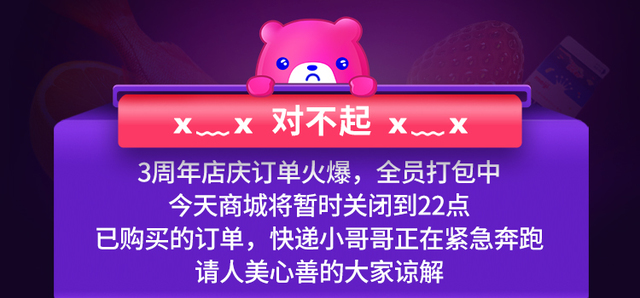 x﹏x 对不起 x﹏x
3周年店庆订单火爆，全员打包中
今天商城将暂时关闭到22点
已购买的订单，快递小哥哥正在紧急奔跑
请人美心善的大家谅解